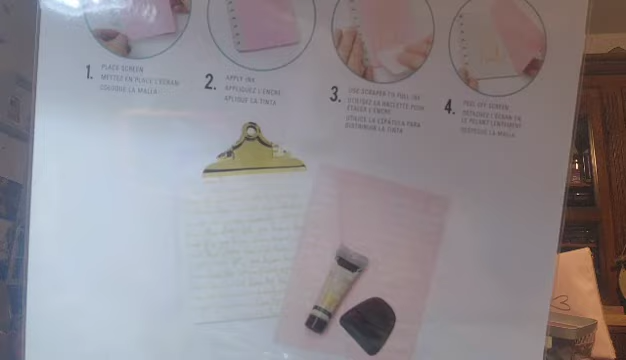 1. PLACE SCREEN
METTEZ EN PLACE L'ÉCRAN
COLOQUE LA MALLA
2. APPLY INK
APPLIQUEZ L'ENCRE
APLIQUE LA TINTA
3. USE SCRAPER TO PULL INK
UTILISEZ LA RACLETTE POUR
ÉTALER L'ENCRE
UTILICE LA ESPÁTULA PARA
DISTRIBUIR LA TINTA
4. PEEL OFF SCREEN
RETIREZ L'ÉCRAN EN
LE PELANT LENTEMENT
DESPEGUE LA MALLA